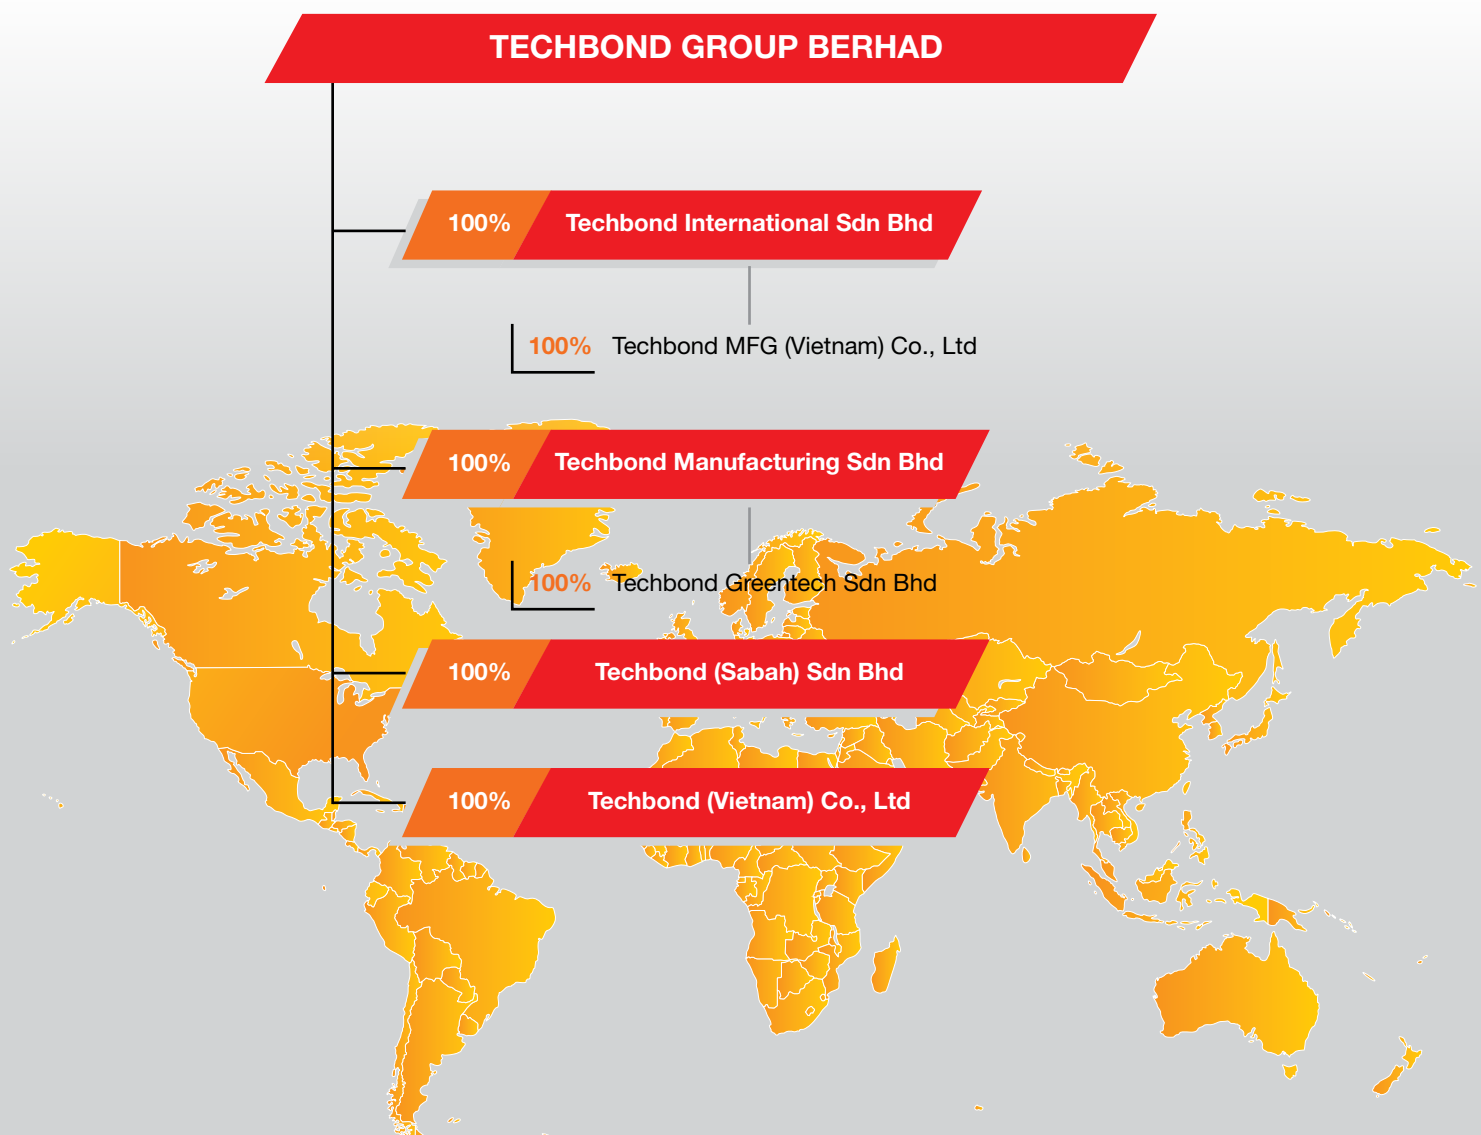 TECHBOND GROUP BERHAD
100% Techbond International Sdn Bhd
100% Techbond MFG (Vietnam) Co., Ltd
100% Techbond Manufacturing Sdn Bhd
100% Techbond Greentech Sdn Bhd
100% Techbond (Sabah) Sdn Bhd
100% Techbond (Vietnam) Co., Ltd